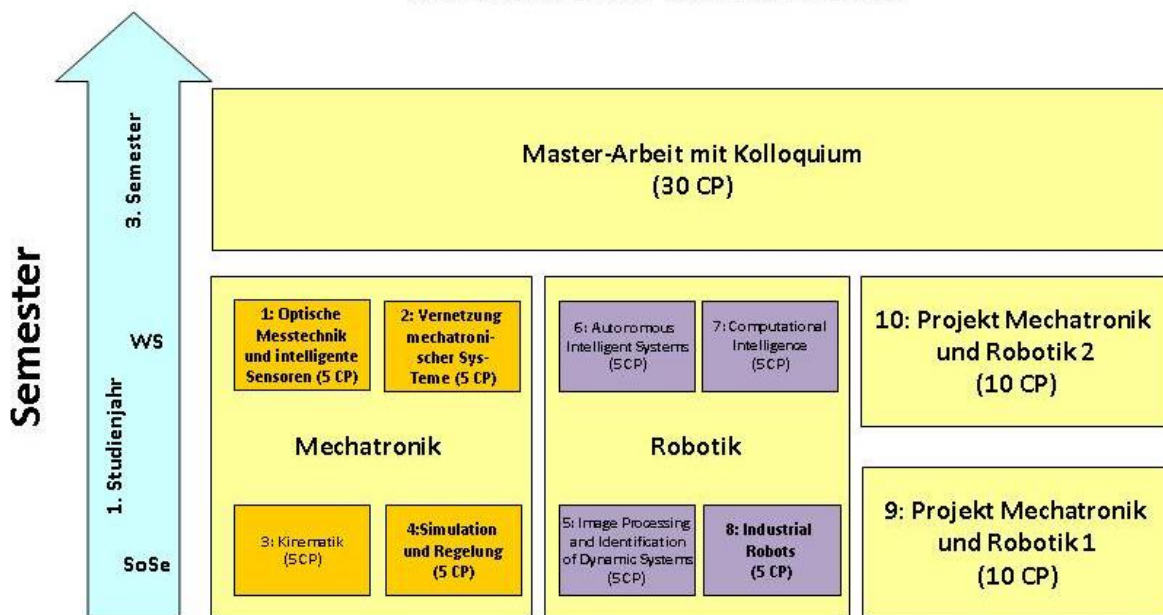 3. Semester
Master-Arbeit mit Kolloquium
(30 CP)
Semester
1. Studienjahr
WS
1: Optische
Messtechnik
und intelligente
Sensoren (5 CP)
2: Vernetzung
mechatroni-
scher Sys-
Teme (5 CP)
6: Autonomous
Intelligent Systems
(5CP)
7: Computational
Intelligence
(5CP)
10: Projekt Mechatronik
und Robotik 2
(10 CP)
Mechatronik
Robotik
SoSe
3: Kinematik
(5CP)
4:Simulation
und Regelung
(5 CP)
5: Image Processing
and Identification
of Dynamic Systems
(5CP)
8: Industrial
Robots
(5 CP)
9: Projekt Mechatronik
und Robotik 1
(10 CP)